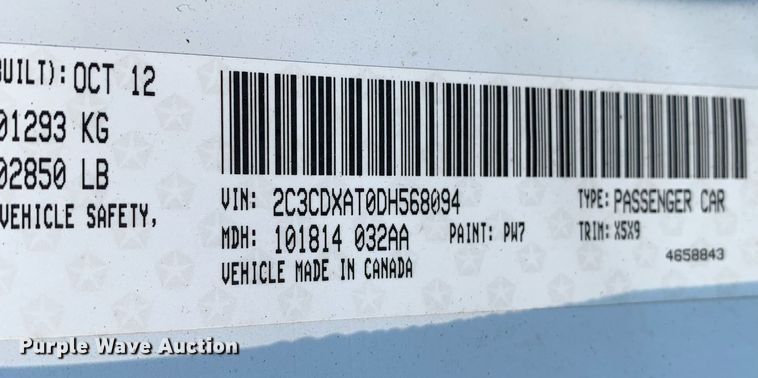 BUILT): OCT 12
01293 KG
02850 LB
VEHICLE SAFETY,
VIN: 2C3CDXAT0DH568094
TYPE: PASSENGER CAR
MDH: 101814 032AA
PAINT: PW7
TRIM: X5X9
VEHICLE MADE IN CANADA
4658843
Purple Wave Auction